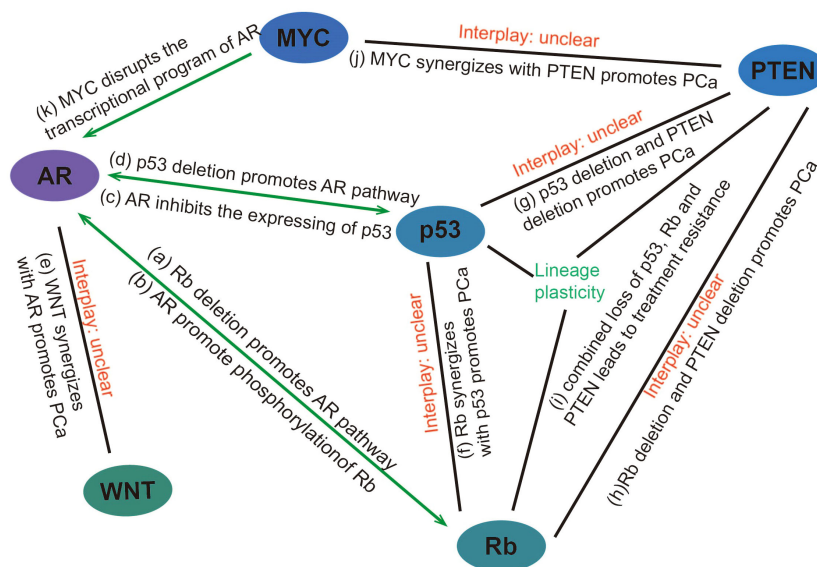 MYC
Interplay: unclear
(j) MYC synergizes with PTEN promotes PCa
PTEN
(k) MYC disrupts the
transcriptional program of AR
AR
(d) p53 deletion promotes AR pathway
(c) AR inhibits the expressing of p53
p53
Interplay: unclear
(g) p53 deletion and PTEN
deletion promotes PCa
Lineage
plasticity
(e) WNT synergizes
with AR promotes PCa
Interplay: unclear
(a) Rb deletion promotes AR pathway
(b) AR promote phosphorylationof Rb
Interplay: unclear
(f) Rb synergizes
with p53 promotes PCa
(i) combined loss of p53, Rb and
PTEN leads to treatment resistance
Interplay: unclear
(h)Rb deletion and PTEN deletion promotes PCa
WNT
Rb